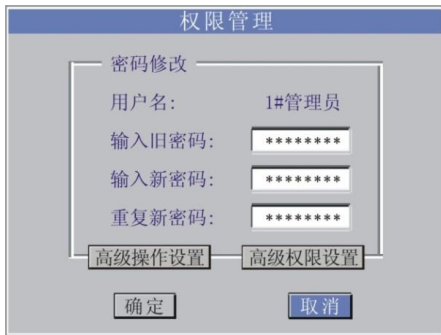 权限管理
密码修改
用户名: 1#管理员
输入旧密码: ********
输入新密码: ********
重复新密码: ********
高级操作设置 高级权限设置
确定 取消